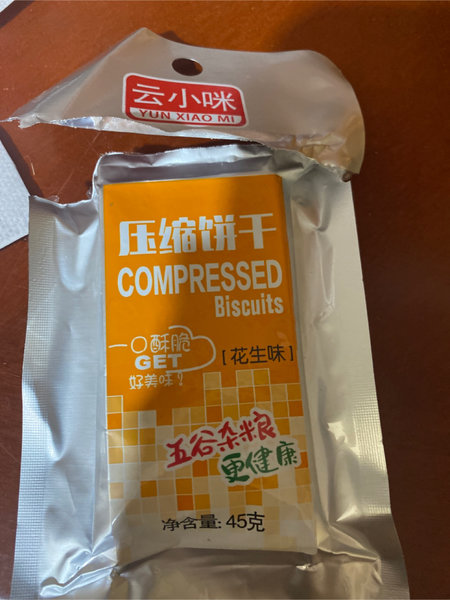 云小咪
YUN XIAO MI
压缩饼干
COMPRESSED
Biscuits
一口酥脆
GET
好美味!
[花生味]
五谷杂粮
更健康
净含量: 45克